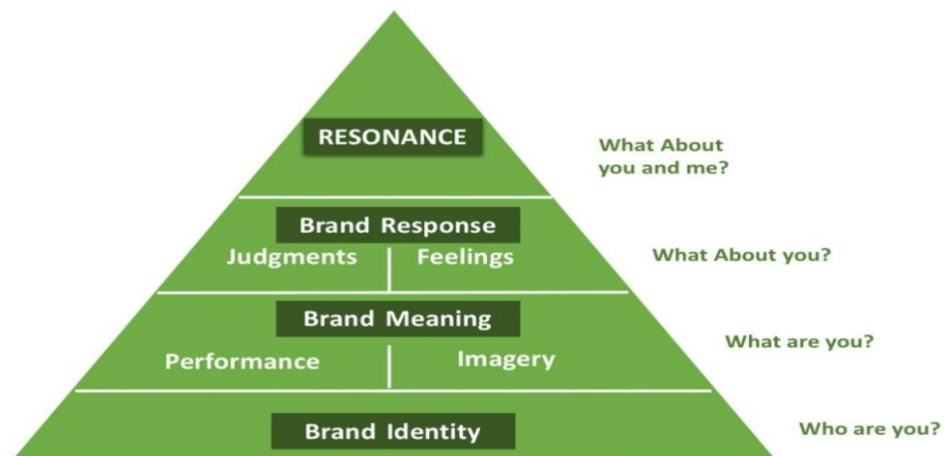 RESONANCE
What About
you and me?
Brand Response
Judgments Feelings
What About you?
Brand Meaning
Performance Imagery
What are you?
Brand Identity
Who are you?